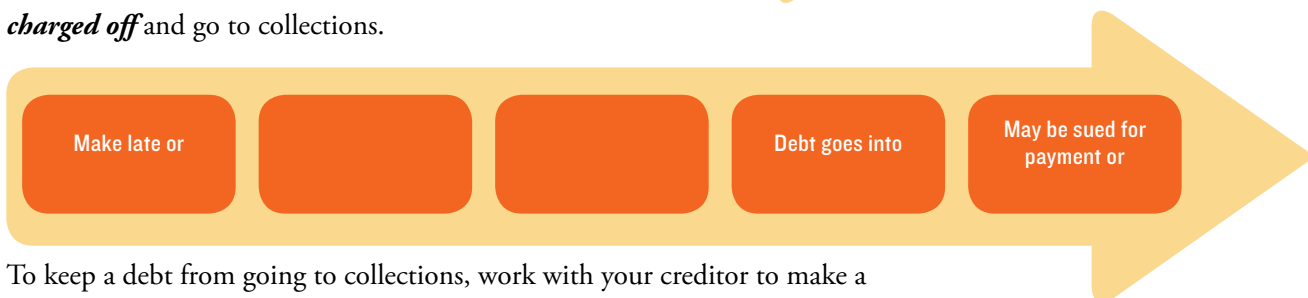 charged off and go to collections.
Make late or
Debt goes into
May be sued for
payment or
To keep a debt from going to collections, work with your creditor to make a